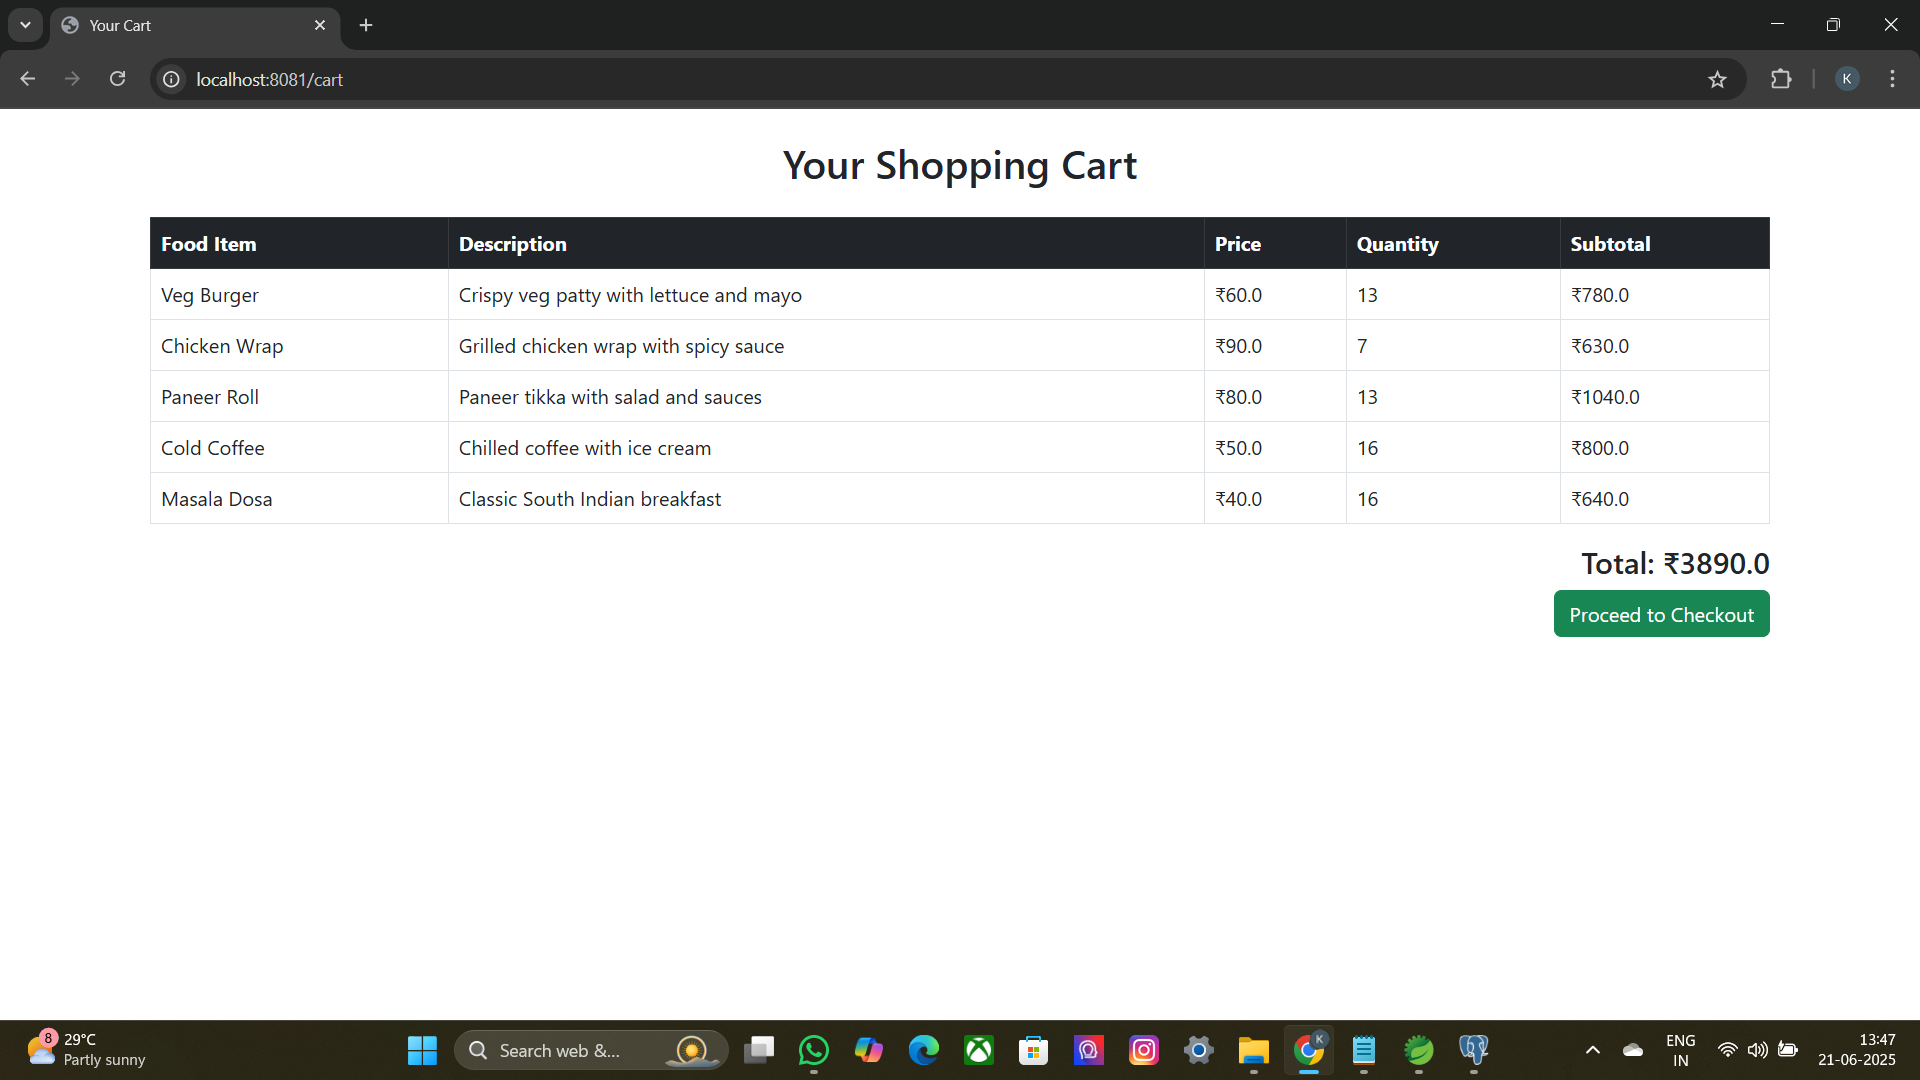 Your Cart
localhost:8081/cart
K
Your Shopping Cart
Food Item Description Price Quantity Subtotal
Veg Burger Crispy veg patty with lettuce and mayo ₹60.0 13 ₹780.0
Chicken Wrap Grilled chicken wrap with spicy sauce ₹90.0 7 ₹630.0
Paneer Roll Paneer tikka with salad and sauces ₹80.0 13 ₹1040.0
Cold Coffee Chilled coffee with ice cream ₹50.0 16 ₹800.0
Masala Dosa Classic South Indian breakfast ₹40.0 16 ₹640.0
Total: ₹3890.0
Proceed to Checkout
8
29°C
Partly sunny
Search web &...
K
ENG
IN
13:47
21-06-2025